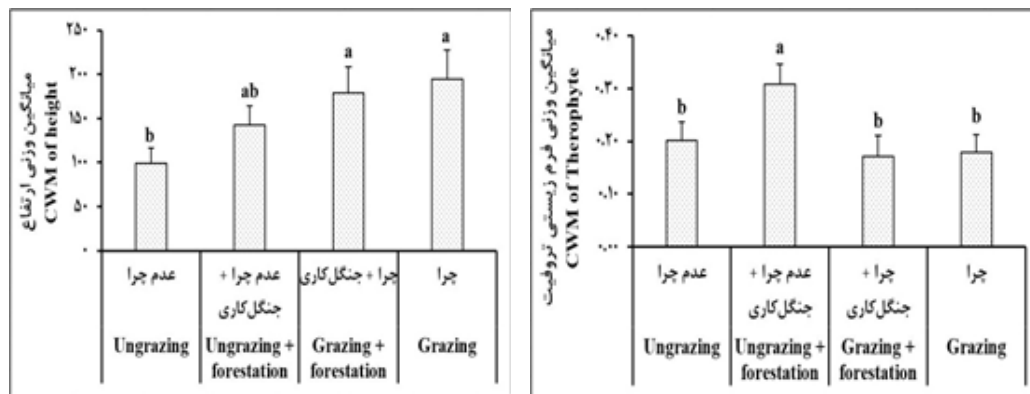 میانگین وزنی ارتفاع
CWM of height
۲۵۰
۲۰۰
۱۵۰
۱۰۰
۵۰
۰
b
ab
a
a
عدم چرا
عدم چرا +
جنگل‌کاری
چرا + جنگل‌کاری
چرا
Ungrazing
Ungrazing +
forestation
Grazing +
forestation
Grazing
میانگین وزنی فرم زیستی تروفیت
CWM of Therophyte
۰.۴۰
۰.۳۰
۰.۲۰
۰.۱۰
۰.۰۰
b
a
b
b
عدم چرا
عدم چرا +
جنگل‌کاری
چرا +
جنگل‌کاری
چرا
Ungrazing
Ungrazing +
forestation
Grazing +
forestation
Grazing